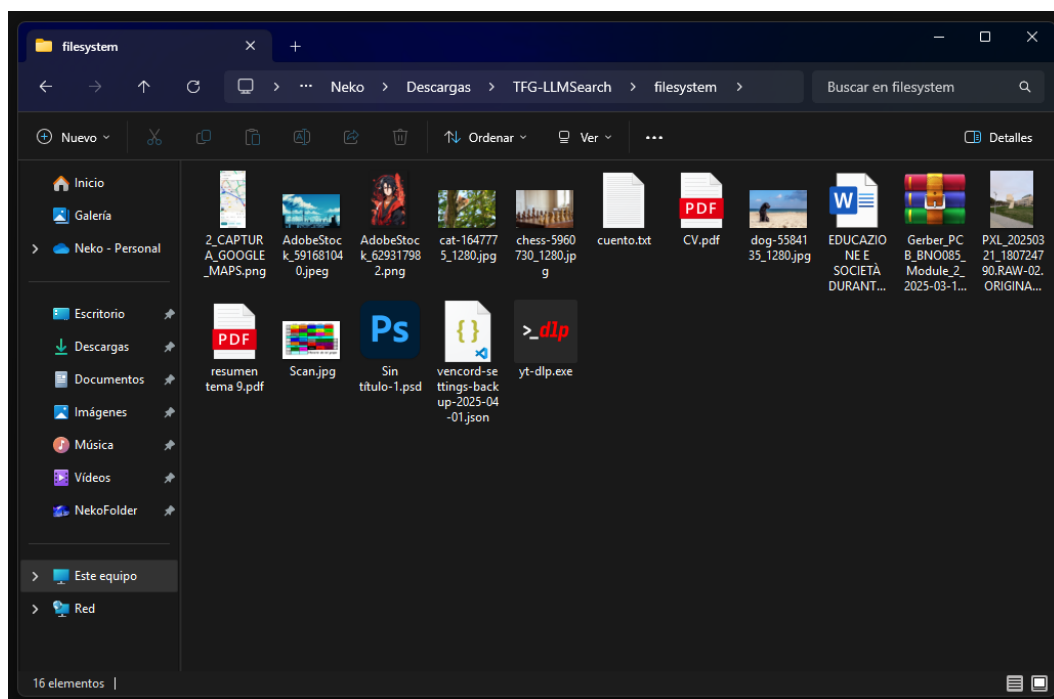 filesystem
Neko
Descargas
TFG-LLMSearch
filesystem
Buscar en filesystem
Nuevo
Ordenar
Ver
Detalles
Inicio
Galería
Neko - Personal
Escritorio
Descargas
Documentos
Imágenes
Música
Vídeos
NekoFolder
Este equipo
Red
2_CAPTUR
A_GOOGLE
_MAPS.png
AdobeStoc
k_59168104
0.jpeg
AdobeStoc
k_62931798
2.png
cat-164777
5_1280.jpg
chess-5960
730_1280.jp
g
cuento.txt
PDF
CV.pdf
dog-55841
35_1280.jpg
W
EDUCAZIO
NE E
SOCIETÀ
DURANT...
Gerber_PC
B_BNO085_
Module_2_
2025-03-1...
PXL_202503
21_1807247
90.RAW-02.
ORIGINA...
PDF
resumen
tema 9.pdf
Scan.jpg
Ps
Sin
título-1.psd
{ }
vencord-se
ttings-back
up-2025-04
-01.json
>_dlp
yt-dlp.exe
16 elementos